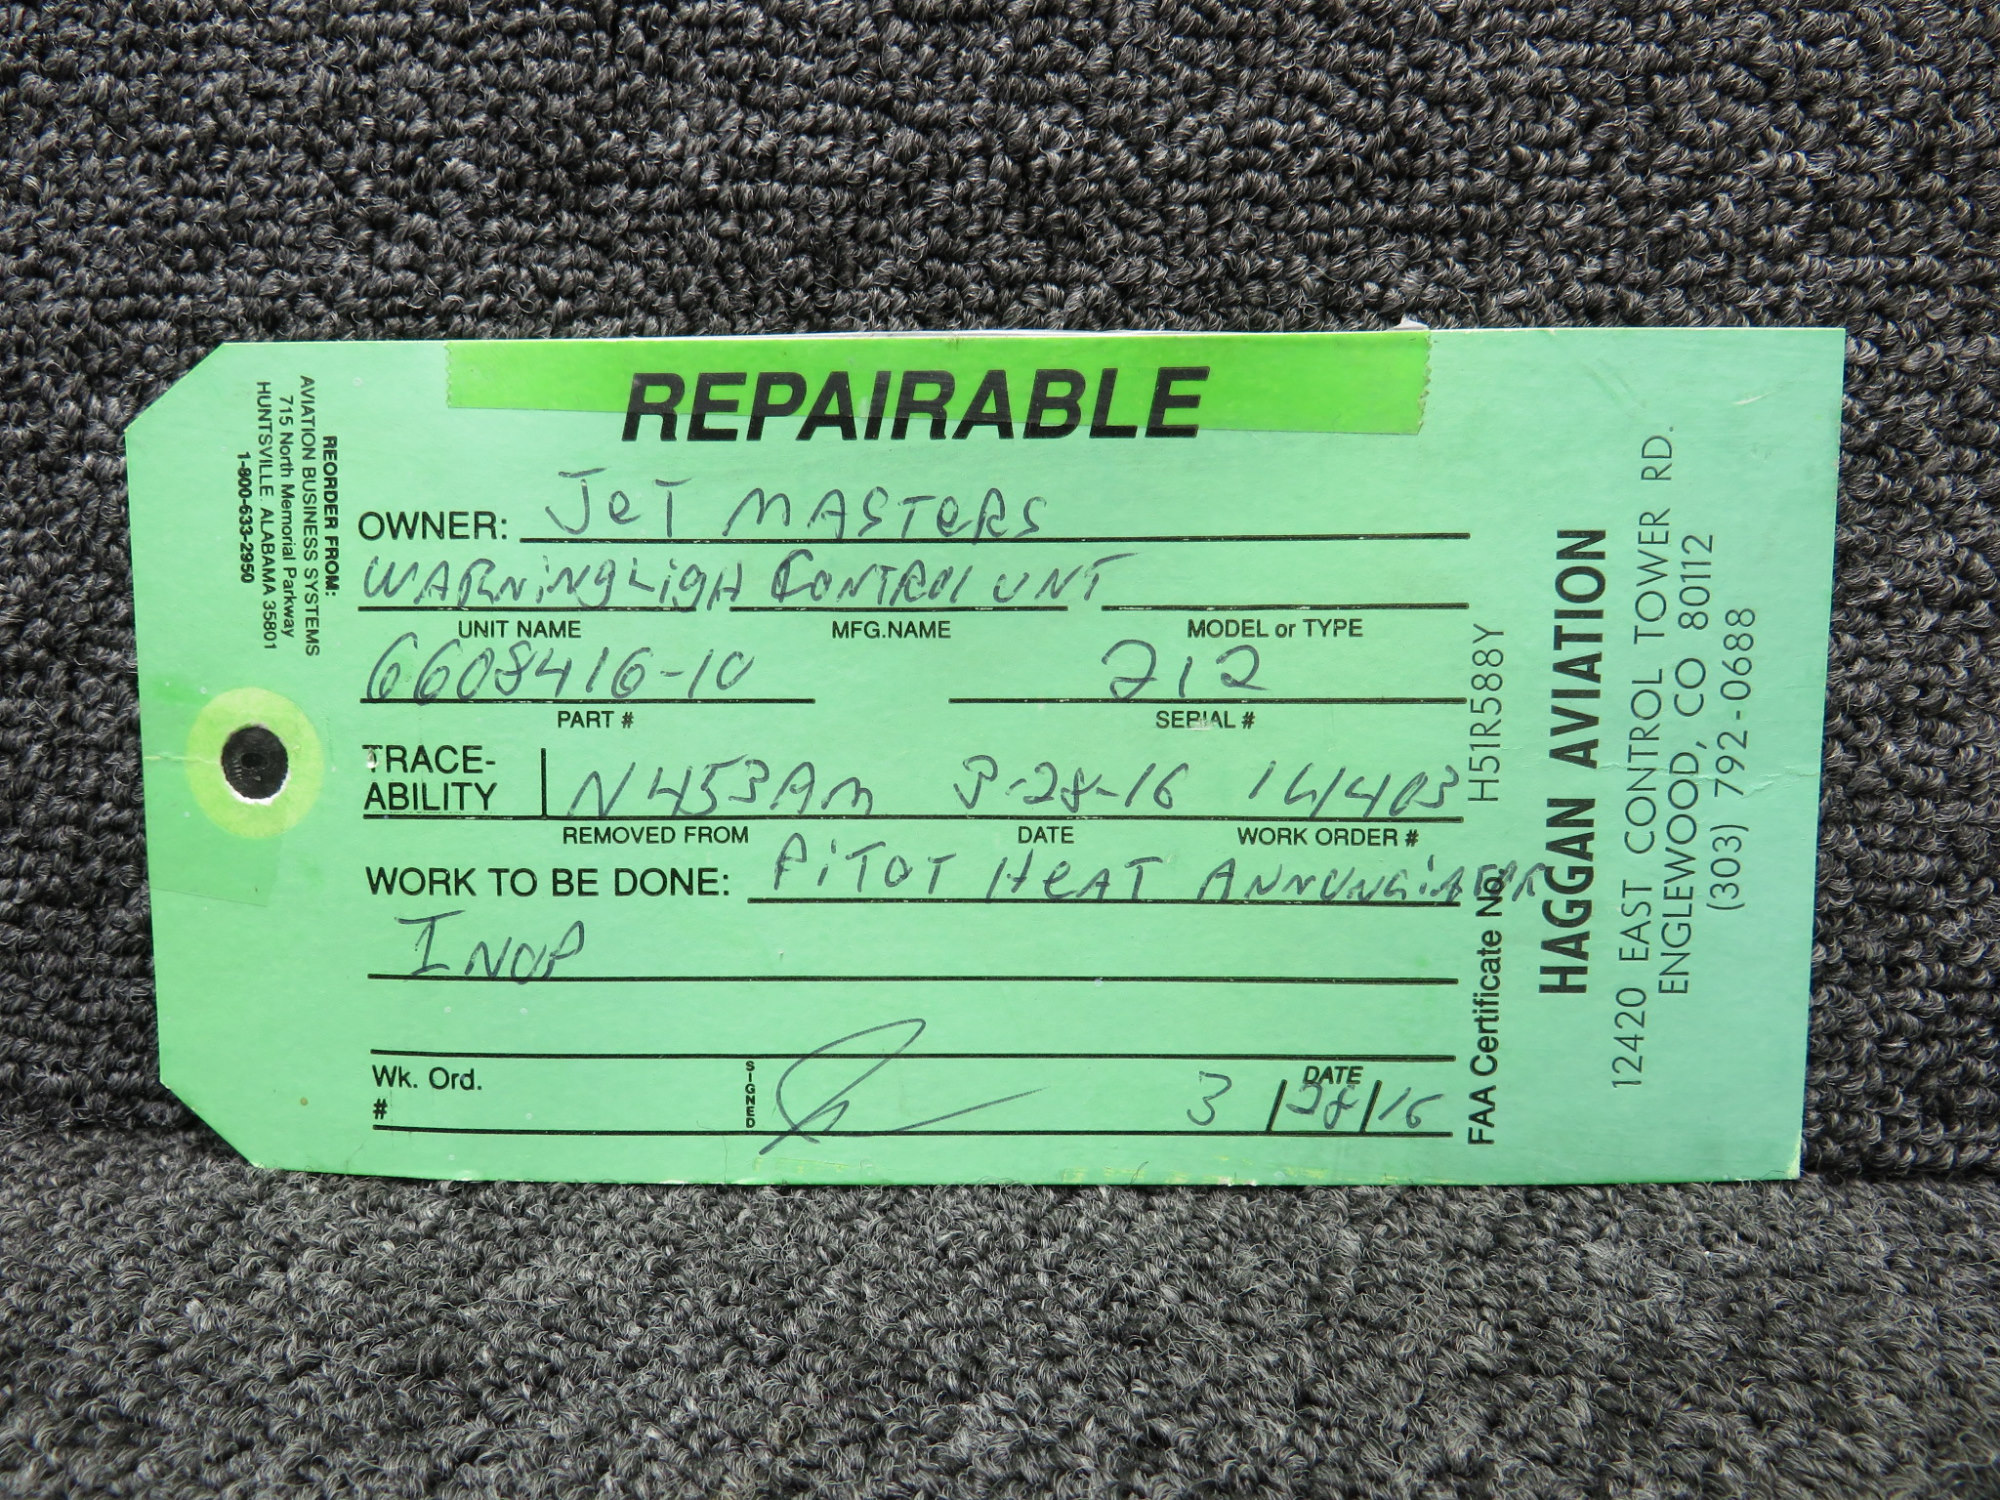 REPAIRABLE
OWNER: JeT MASTeRS
WARNiNg Ligh CONTROl UNT
UNIT NAME MFG.NAME MODEL or TYPE
6608416-10 212
PART # SERIAL #
TRACE-
ABILITY N453AM 3-28-16 14403
REMOVED FROM DATE WORK ORDER #
WORK TO BE DONE: PiTOT HeAT ANNUNCiATOR
INOP
Wk. Ord.
# SIGNED DATE
3 / 28 / 16
REORDER FROM:
AVIATION BUSINESS SYSTEMS
715 North Memorial Parkway
HUNTSVILLE, ALABAMA 35801
1-800-633-2950
FAA Certificate No. H51R588Y
HAGGAN AVIATION
12420 EAST CONTROL TOWER RD.
ENGLEWOOD, CO 80112
(303) 792-0688